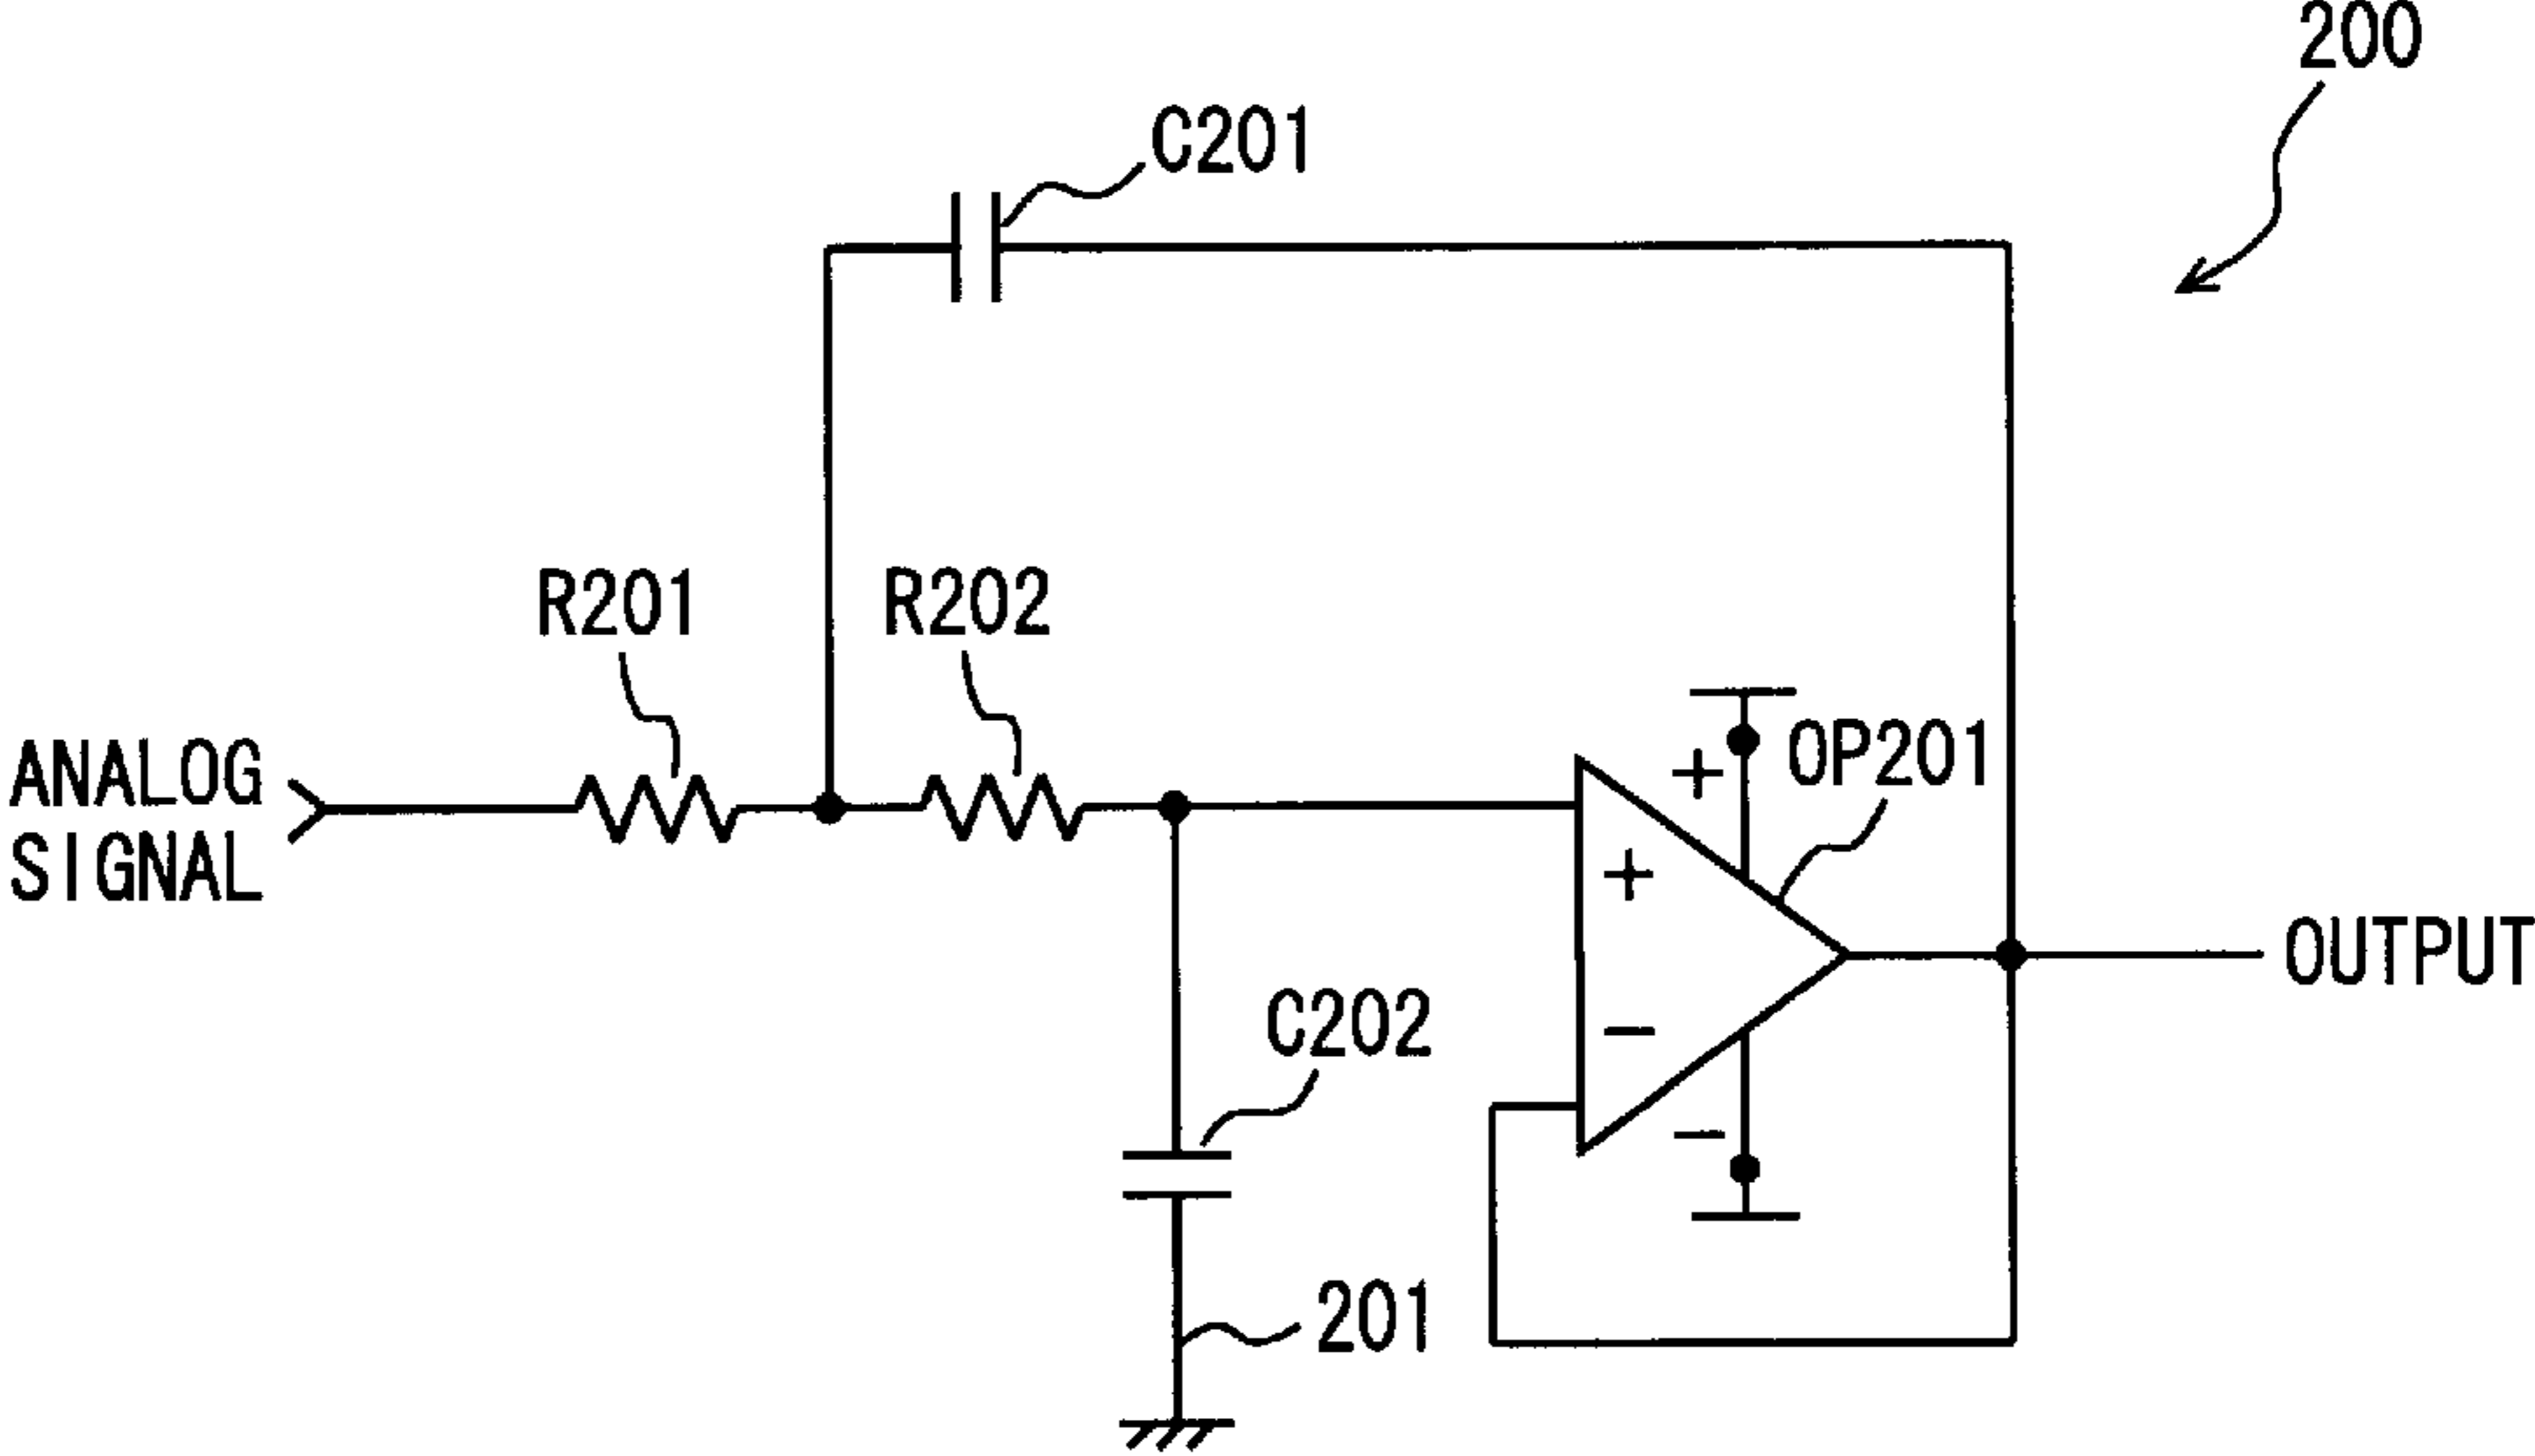 200
C201
R201
R202
ANALOG
SIGNAL
+
OP201
+
-
OUTPUT
C202
-
201